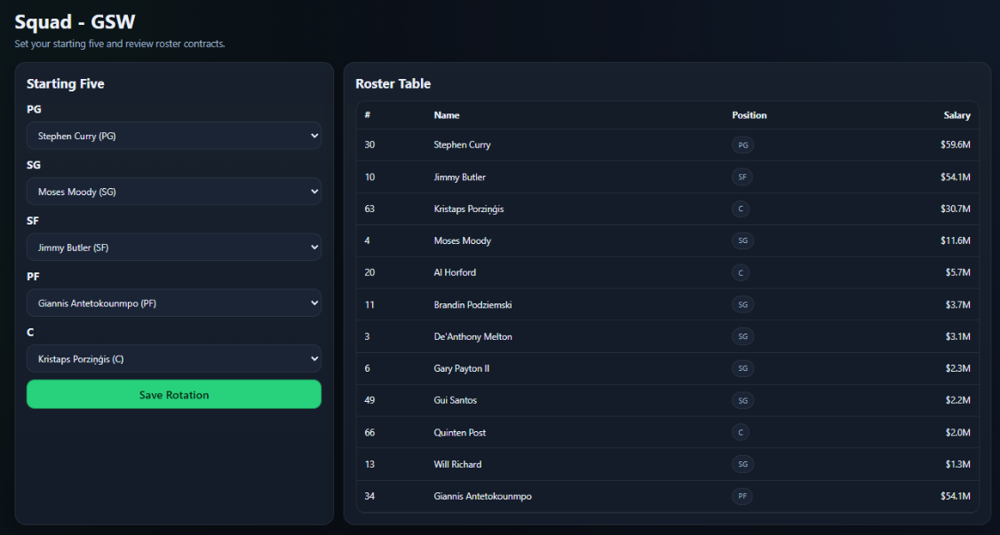 Squad - GSW
Set your starting five and review roster contracts.
Starting Five
PG
Stephen Curry (PG)
SG
Moses Moody (SG)
SF
Jimmy Butler (SF)
PF
Giannis Antetokounmpo (PF)
C
Kristaps Porziņģis (C)
Save Rotation
Roster Table
# Name Position Salary
30 Stephen Curry PG $59.6M
10 Jimmy Butler SF $54.1M
63 Kristaps Porziņģis C $30.7M
4 Moses Moody SG $11.6M
20 Al Horford C $5.7M
11 Brandin Podziemski SG $3.7M
3 De'Anthony Melton SG $3.1M
6 Gary Payton II SG $2.3M
49 Gui Santos SG $2.2M
66 Quinten Post C $2.0M
13 Will Richard SG $1.3M
34 Giannis Antetokounmpo PF $54.1M